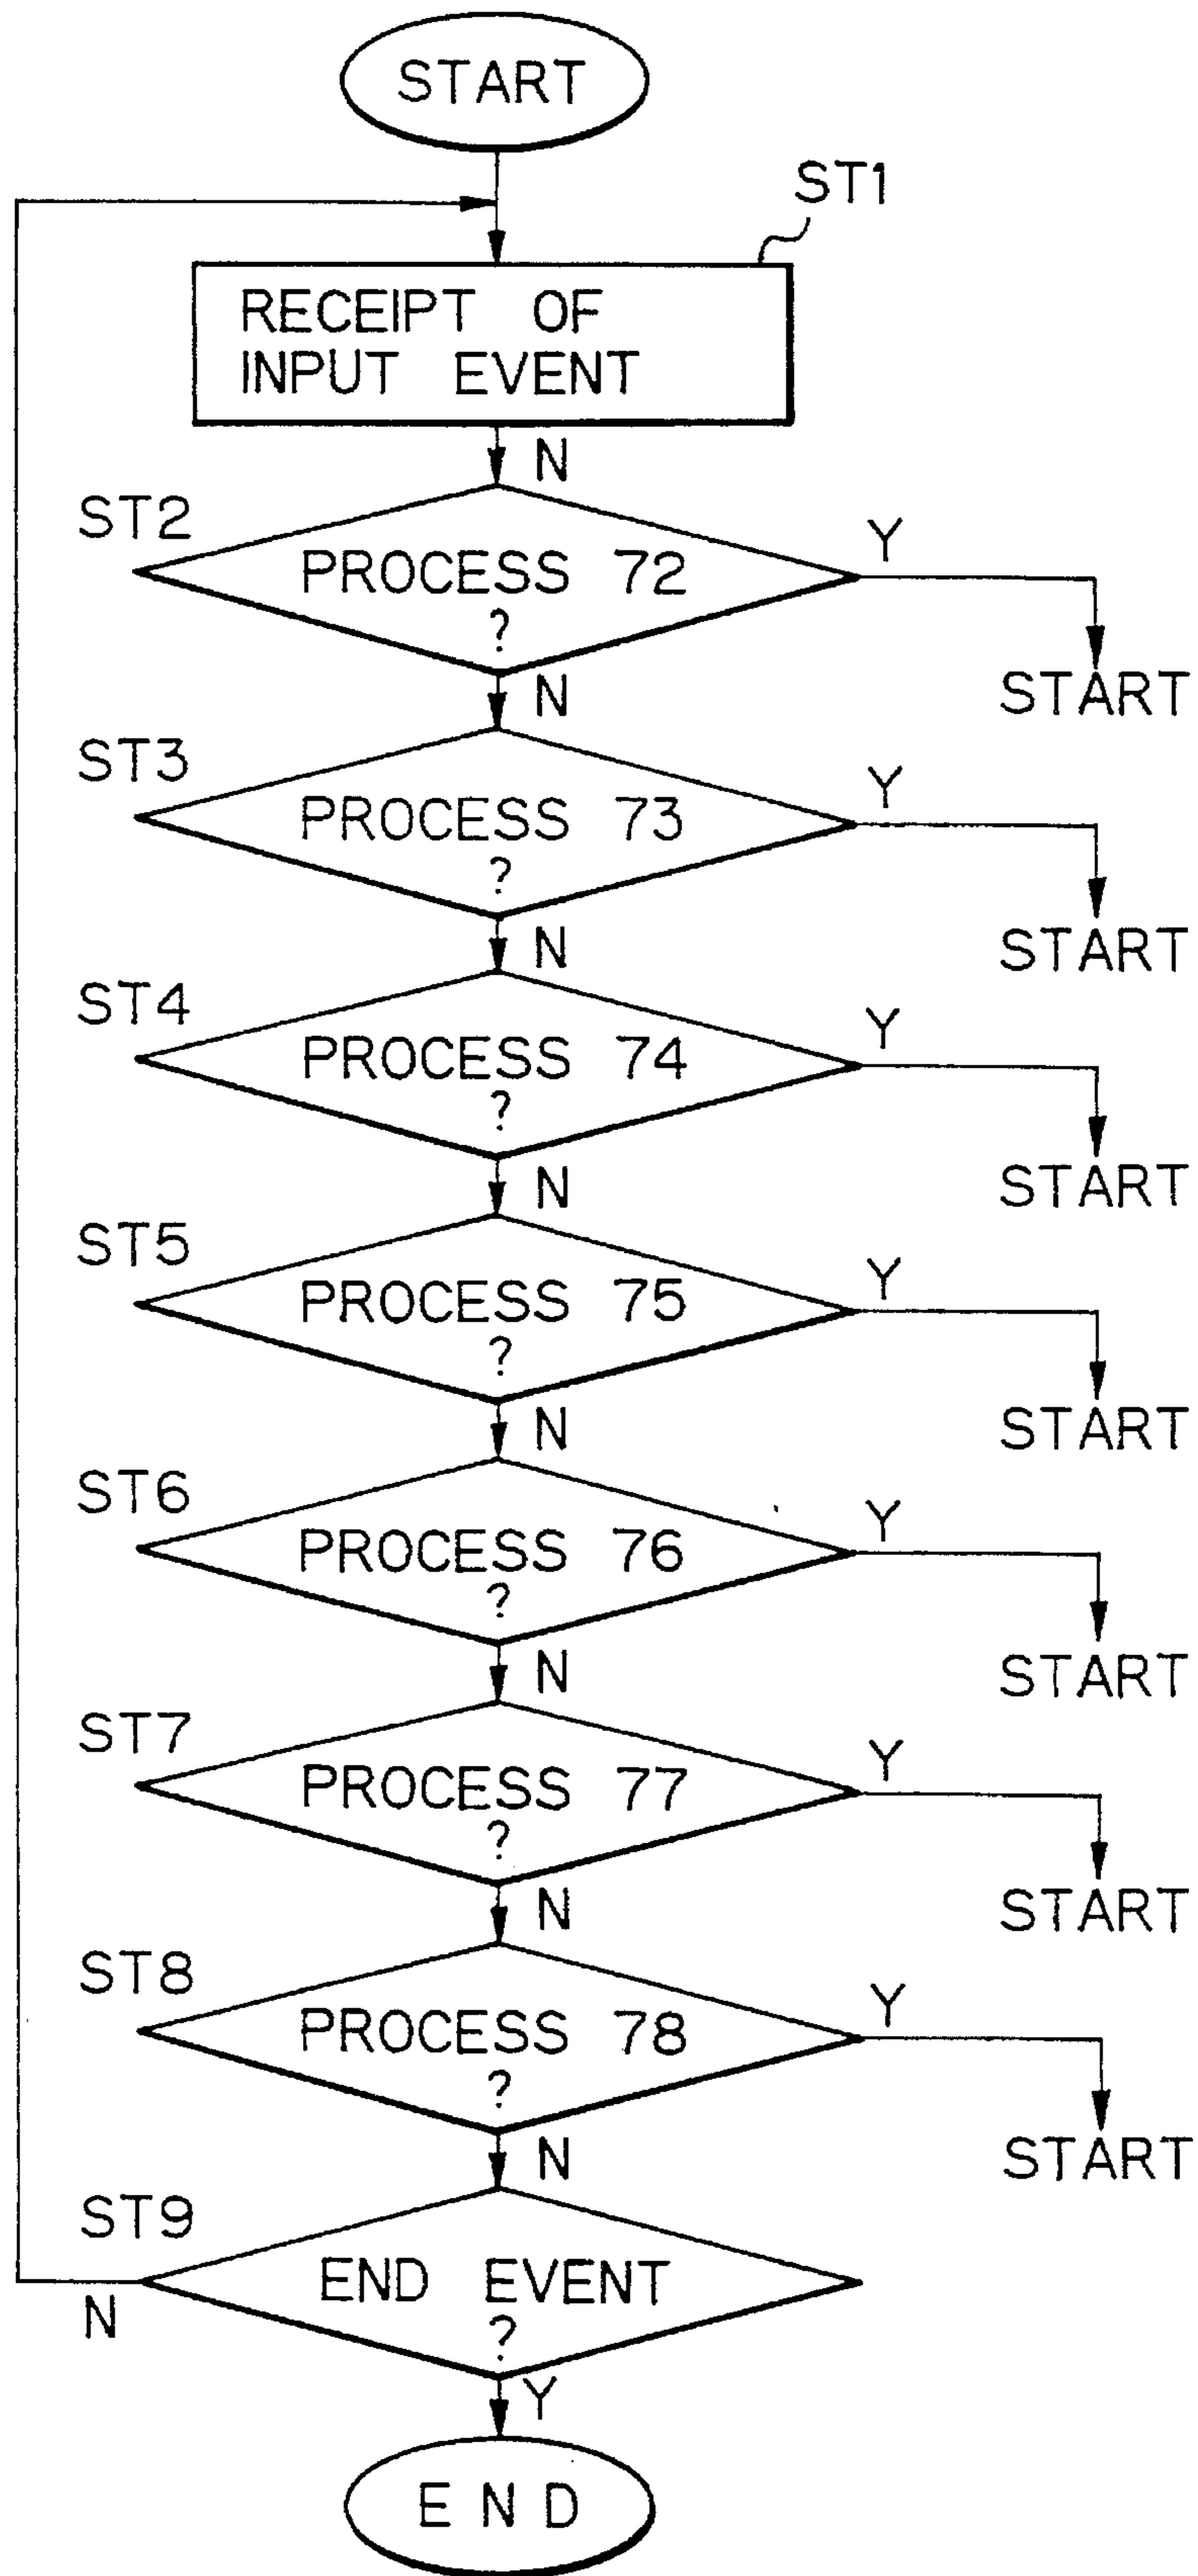 START
ST1
RECEIPT OF
INPUT EVENT
N
ST2
PROCESS 72
?
Y
START
N
ST3
PROCESS 73
?
Y
START
N
ST4
PROCESS 74
?
Y
START
N
ST5
PROCESS 75
?
Y
START
N
ST6
PROCESS 76
?
Y
START
N
ST7
PROCESS 77
?
Y
START
N
ST8
PROCESS 78
?
Y
START
N
ST9
END EVENT
?
N
Y
END